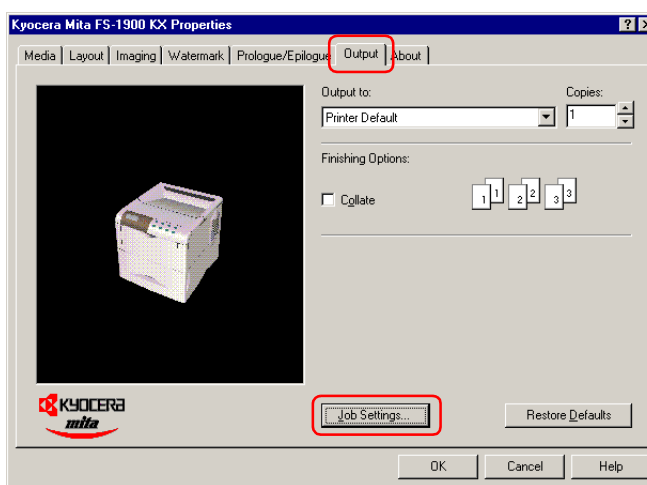 Kyocera Mita FS-1900 KX Properties
Media Layout Imaging Watermark Prologue/Epilogue Output About
Output to: Copies:
Printer Default 1
Finishing Options:
Collate 1 1 2 2 3 3
KYOCERA
mita
Job Settings... Restore Defaults
OK Cancel Help